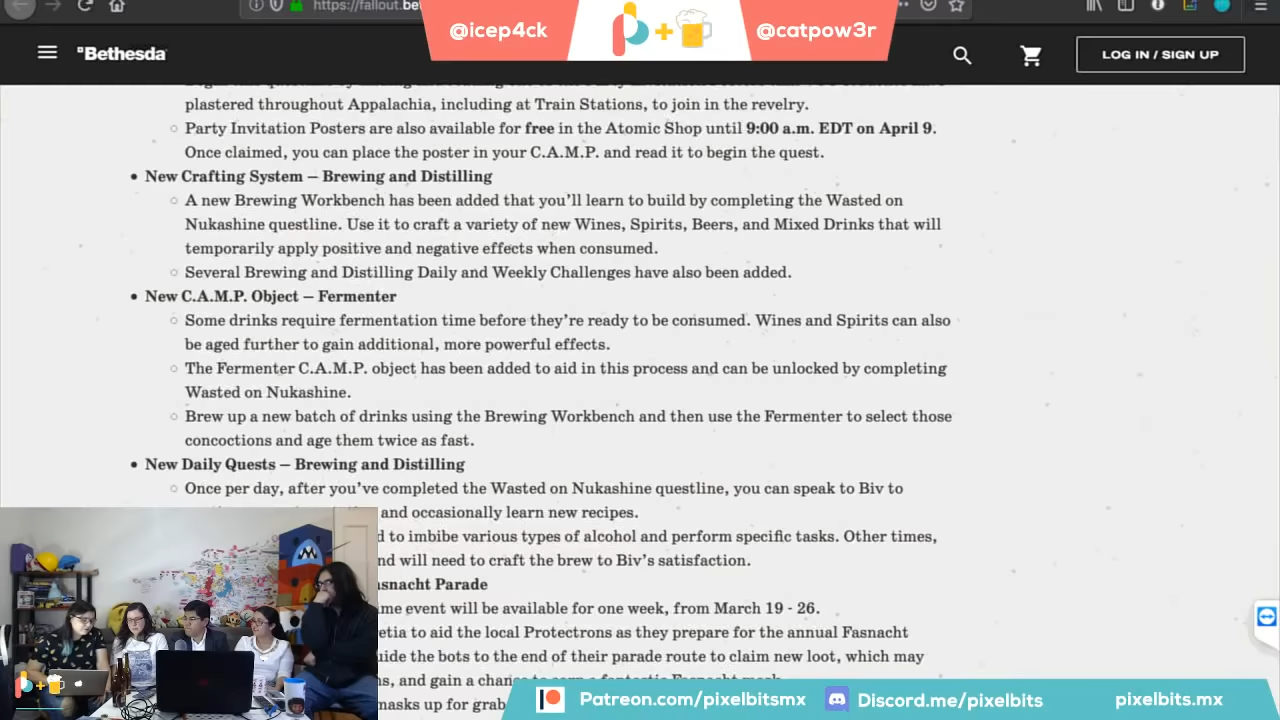 https://fallout.be
@icep4ck
@catpow3r
Bethesda
LOG IN / SIGN UP
plastered throughout Appalachia, including at Train Stations, to join in the revelry.
Party Invitation Posters are also available for free in the Atomic Shop until 9:00 a.m. EDT on April 9.
Once claimed, you can place the poster in your C.A.M.P. and read it to begin the quest.
New Crafting System – Brewing and Distilling
A new Brewing Workbench has been added that you’ll learn to build by completing the Wasted on
Nukashine questline. Use it to craft a variety of new Wines, Spirits, Beers, and Mixed Drinks that will
temporarily apply positive and negative effects when consumed.
Several Brewing and Distilling Daily and Weekly Challenges have also been added.
New C.A.M.P. Object – Fermenter
Some drinks require fermentation time before they’re ready to be consumed. Wines and Spirits can also
be aged further to gain additional, more powerful effects.
The Fermenter C.A.M.P. object has been added to aid in this process and can be unlocked by completing
Wasted on Nukashine.
Brew up a new batch of drinks using the Brewing Workbench and then use the Fermenter to select those
concoctions and age them twice as fast.
New Daily Quests – Brewing and Distilling
Once per day, after you’ve completed the Wasted on Nukashine questline, you can speak to Biv to
and occasionally learn new recipes.
d to imbibe various types of alcohol and perform specific tasks. Other times,
nd will need to craft the brew to Biv’s satisfaction.
asnacht Parade
ame event will be available for one week, from March 19 - 26.
etia to aid the local Protectrons as they prepare for the annual Fasnacht
uide the bots to the end of their parade route to claim new loot, which may
s, and gain a chance
masks up for grab
Patreon.com/pixelbitsmx
Discord.me/pixelbits
pixelbits.mx